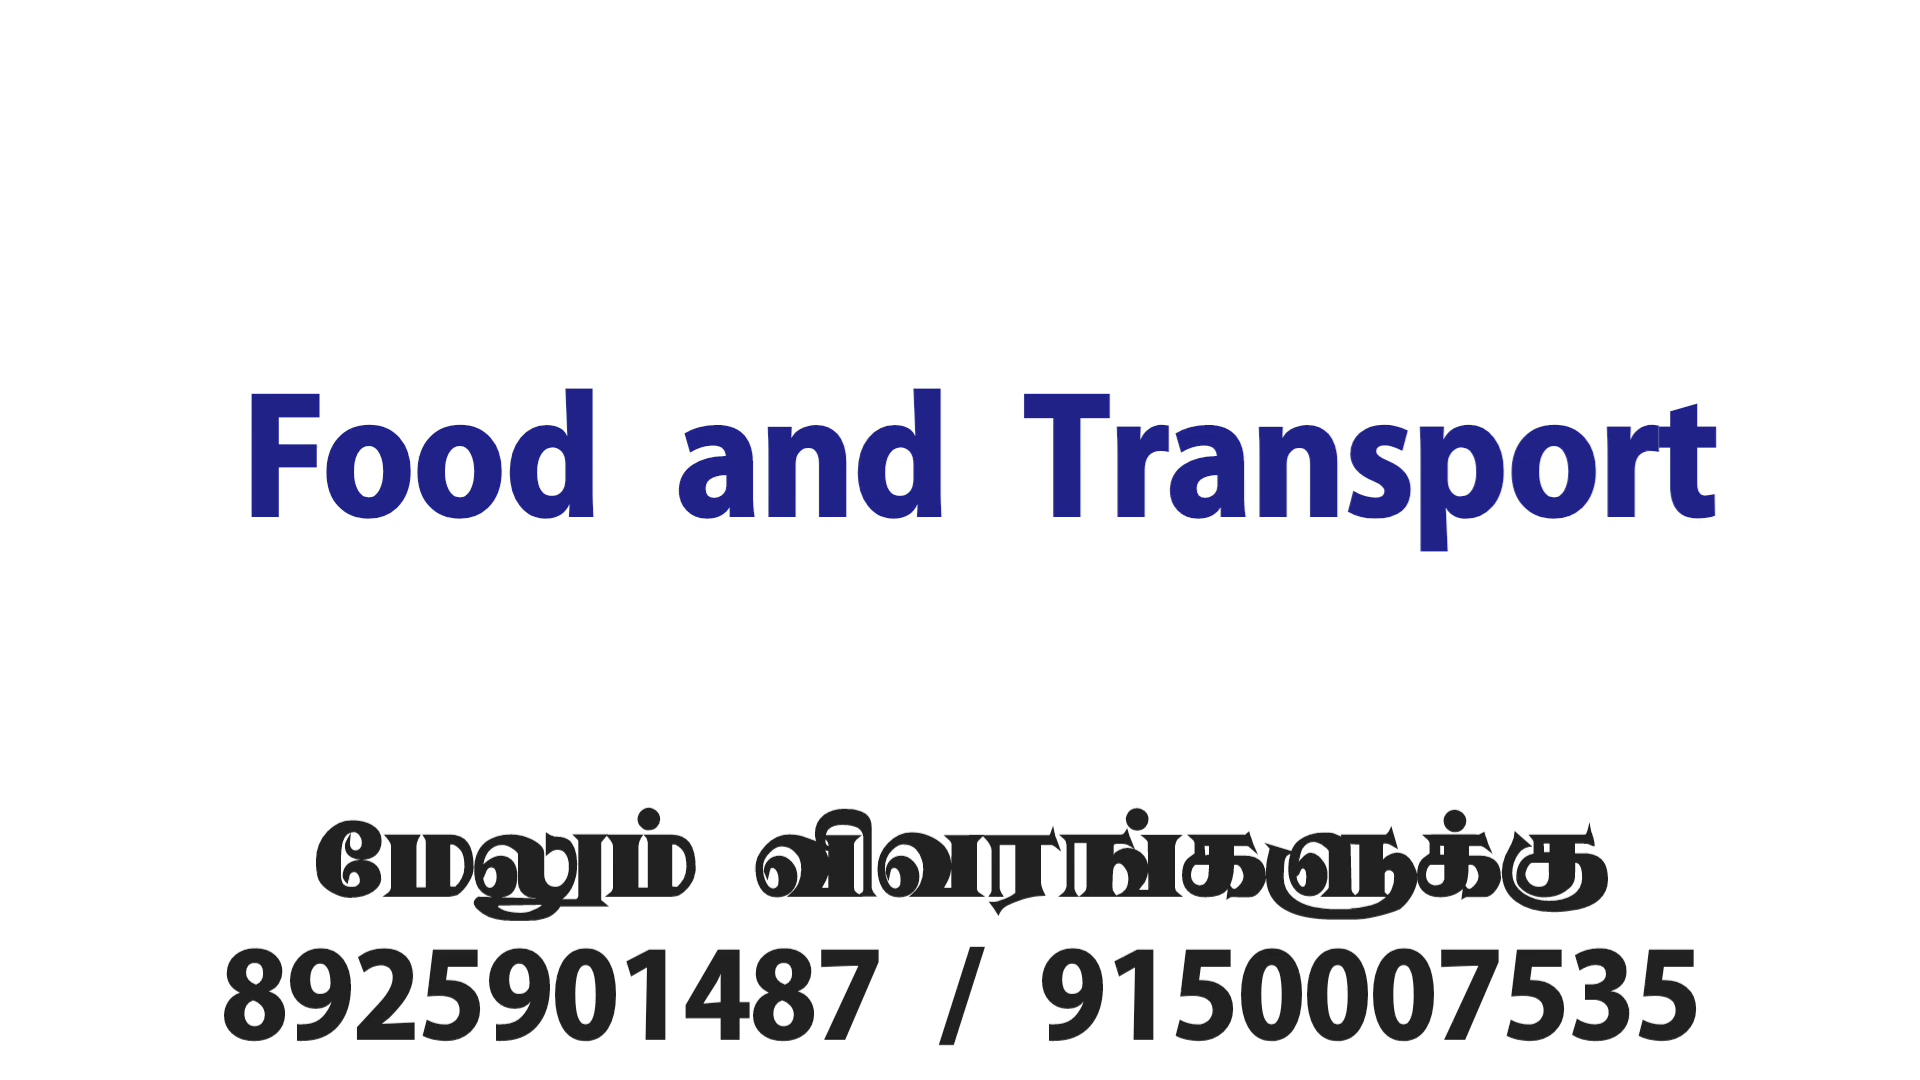 Food and Transport
மேலும் விவரங்களுக்கு
8925901487 / 9150007535